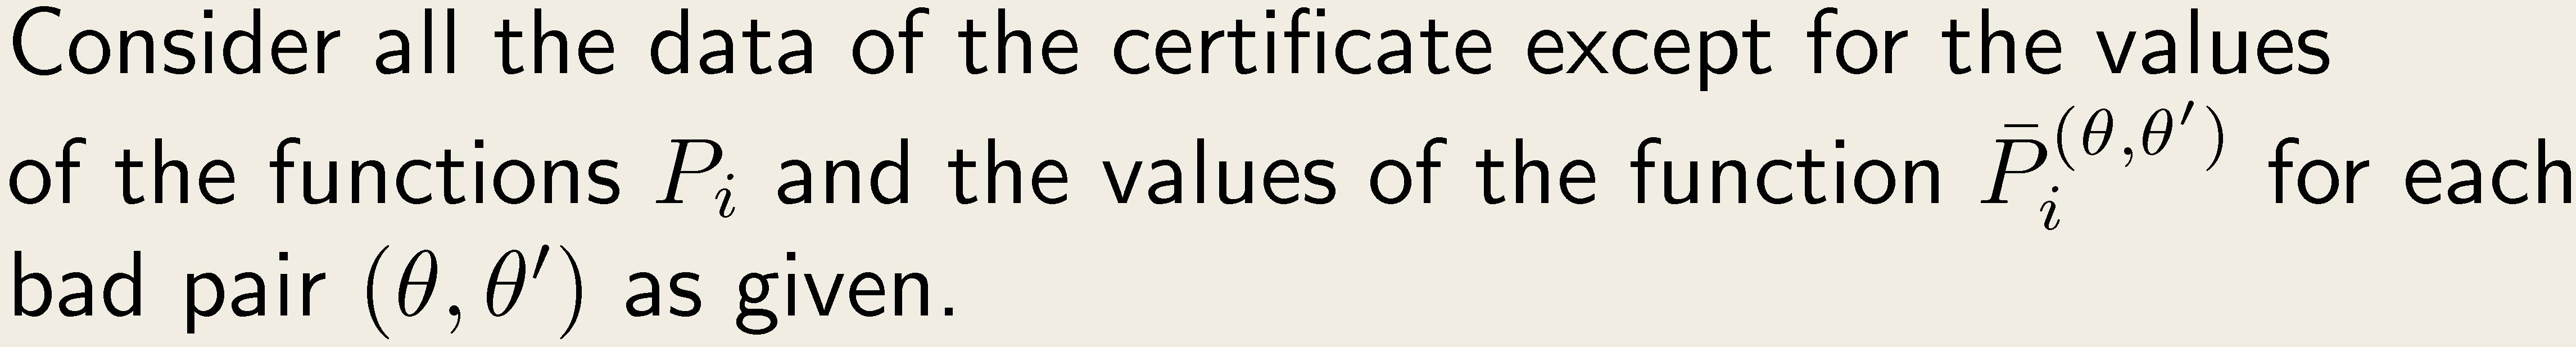 Consider all the data of the certificate except for the values
of the functions $P_i$ and the values of the function $\bar{P}_i^{(\theta,\theta')}$ for each
bad pair $(\theta, \theta')$ as given.